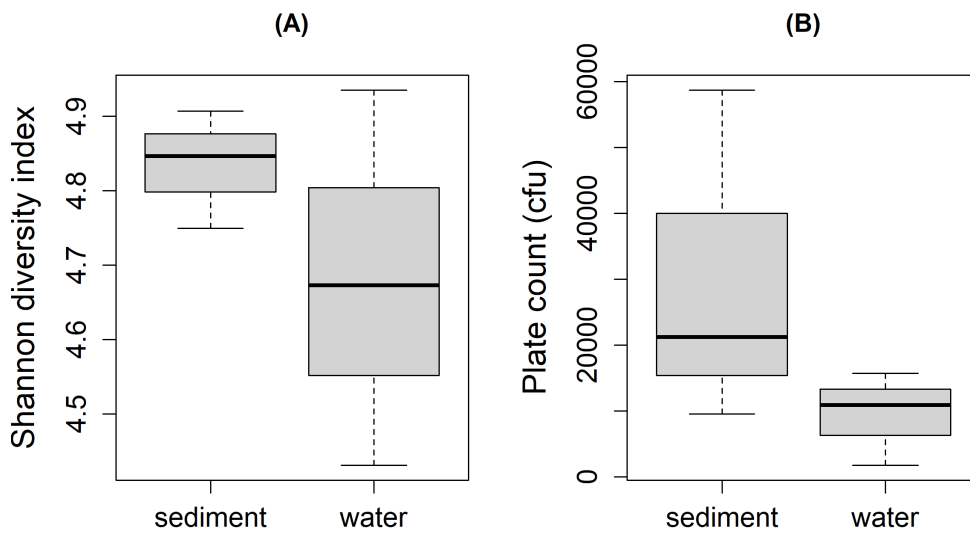 (A)
Shannon diversity index
4.9
4.8
4.7
4.6
4.5
sediment
water
(B)
Plate count (cfu)
60000
40000
20000
0
sediment
water